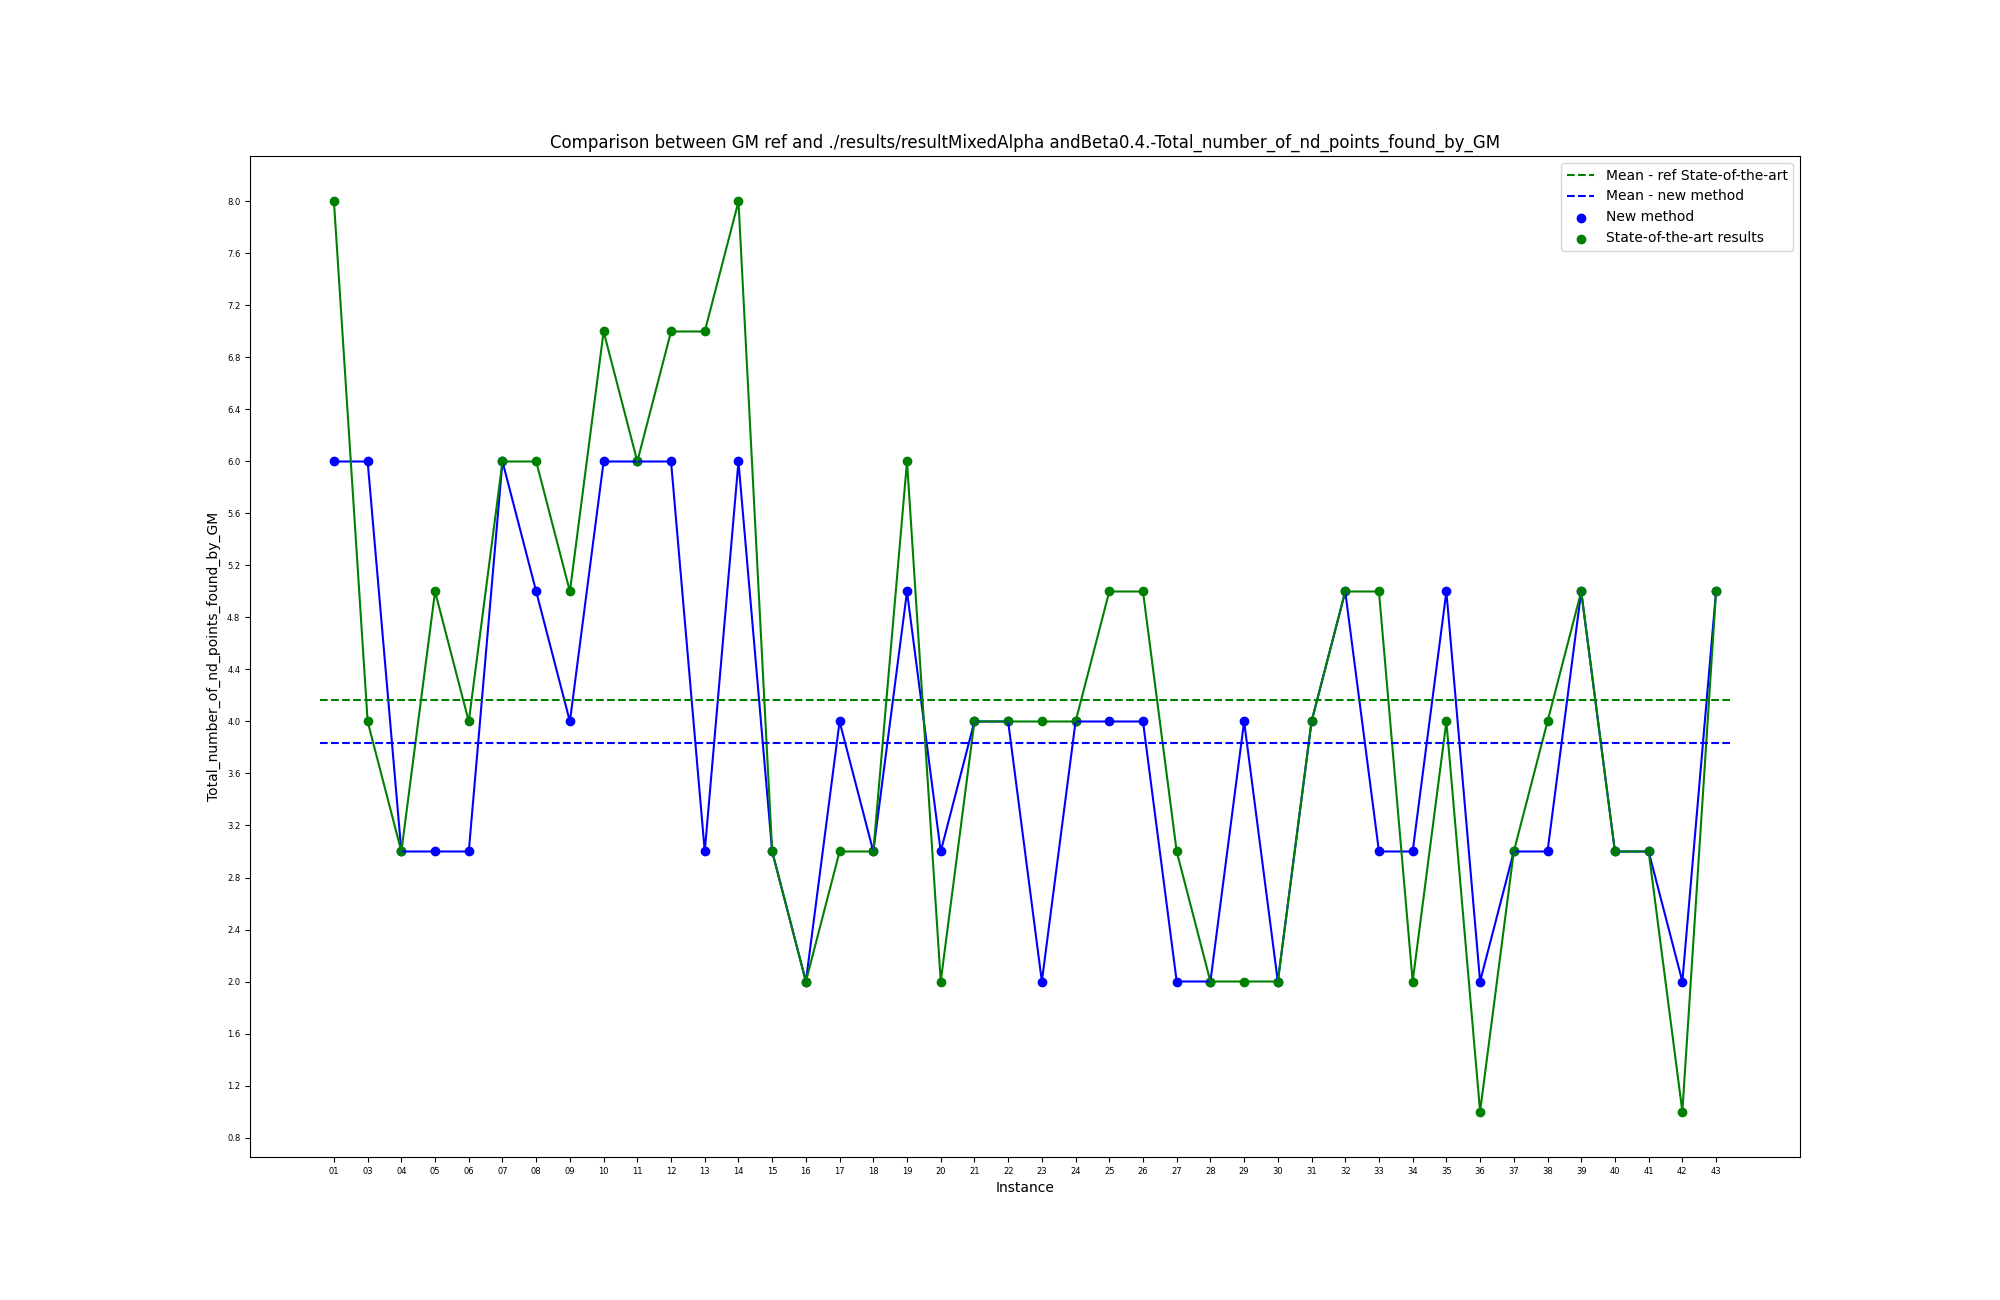 Comparison between GM ref and ./results/resultMixedAlpha andBeta0.4.-Total_number_of_nd_points_found_by_GM
Mean - ref State-of-the-art
Mean - new method
New method
State-of-the-art results
8.0
7.6
7.2
6.8
6.4
6.0
5.6
5.2
4.8
4.4
4.0
3.6
3.2
2.8
2.4
2.0
1.6
1.2
0.8
Total_number_of_nd_points_found_by_GM
01 03 04 05 06 07 08 09 10 11 12 13 14 15 16 17 18 19 20 21 22 23 24 25 26 27 28 29 30 31 32 33 34 35 36 37 38 39 40 41 42 43
Instance